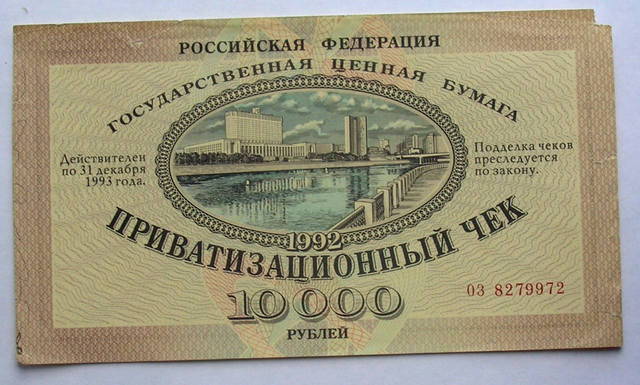 РОССИЙСКАЯ ФЕДЕРАЦИЯ
ГОСУДАРСТВЕННАЯ ЦЕННАЯ БУМАГА
Действителен
по 31 декабря
1993 года.
Подделка чеков
преследуется
по закону.
1992
ПРИВАТИЗАЦИОННЫЙ ЧЕК
10000
РУБЛЕЙ
03 8279972